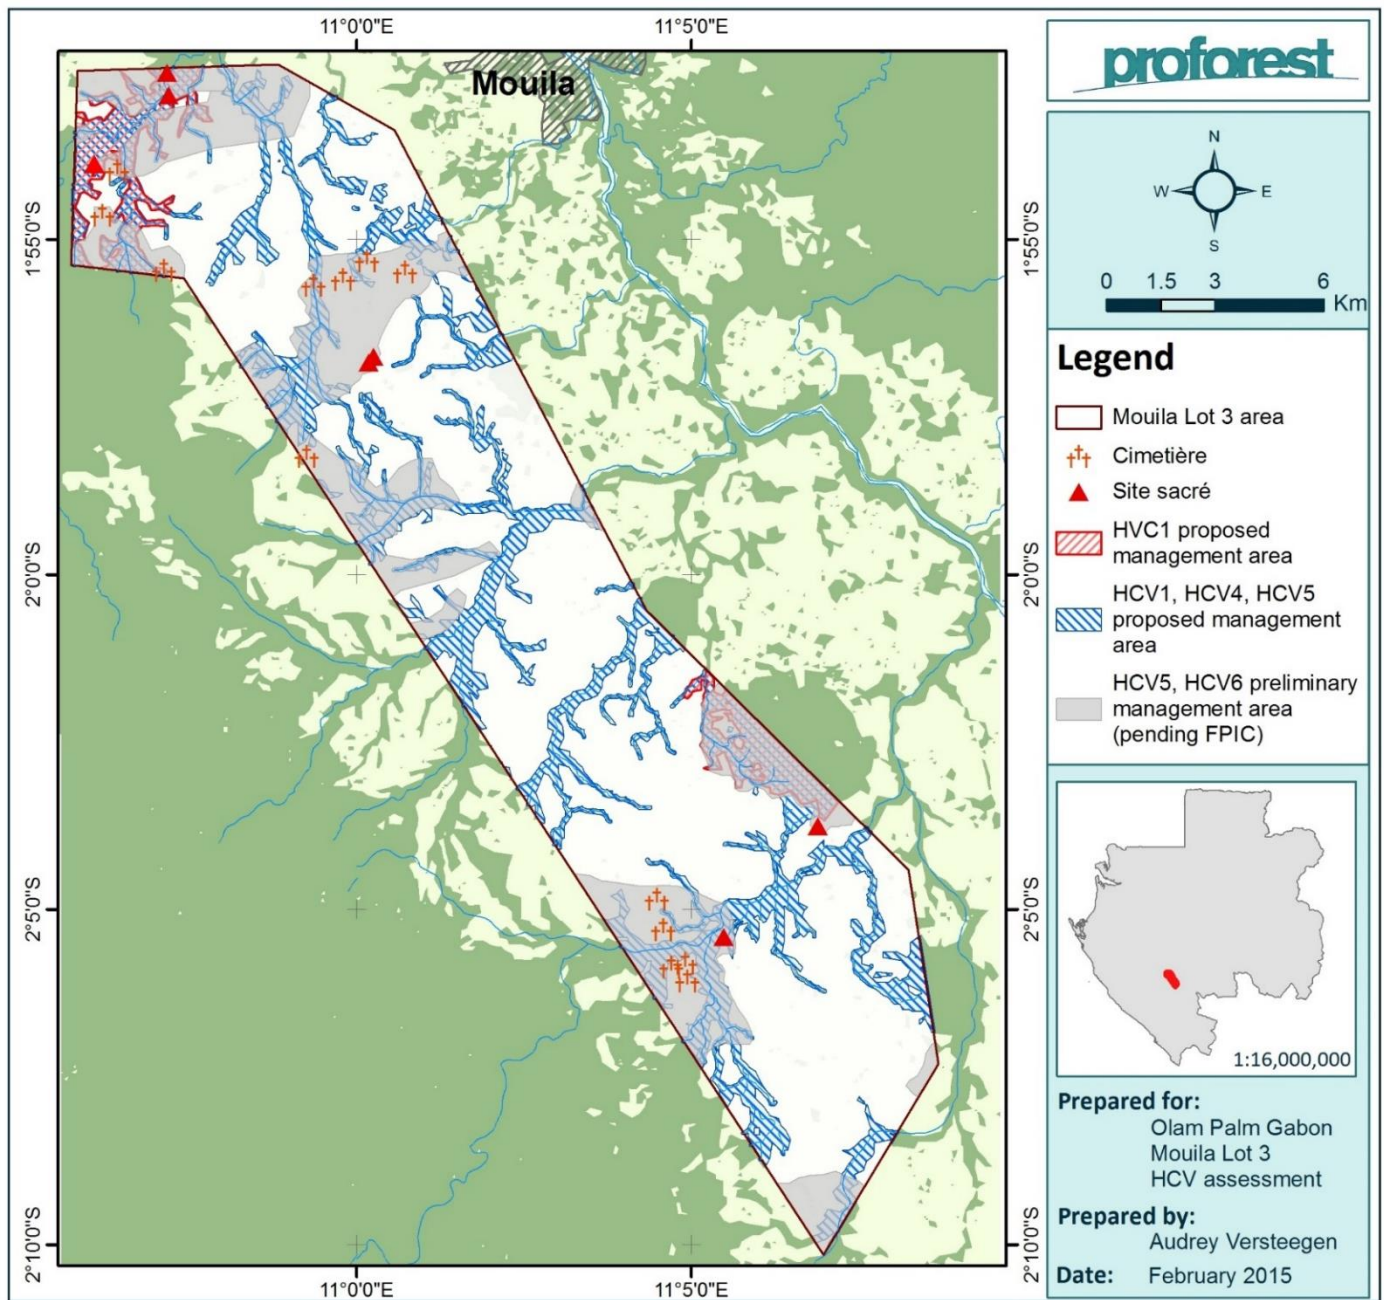 11°0'0"E
11°5'0"E
Mouila
1°55'0"S
1°55'0"S
2°0'0"S
2°0'0"S
2°5'0"S
2°5'0"S
2°10'0"S
2°10'0"S
11°0'0"E
11°5'0"E
proforest
N
W
E
S
0 1.5 3 6
Km
Legend
Mouila Lot 3 area
Cimetière
Site sacré
HVC1 proposed
management area
HCV1, HCV4, HCV5
proposed management
area
HCV5, HCV6 preliminary
management area
(pending FPIC)
1:16,000,000
Prepared for:
Olam Palm Gabon
Mouila Lot 3
HCV assessment
Prepared by:
Audrey Versteegen
Date: February 2015